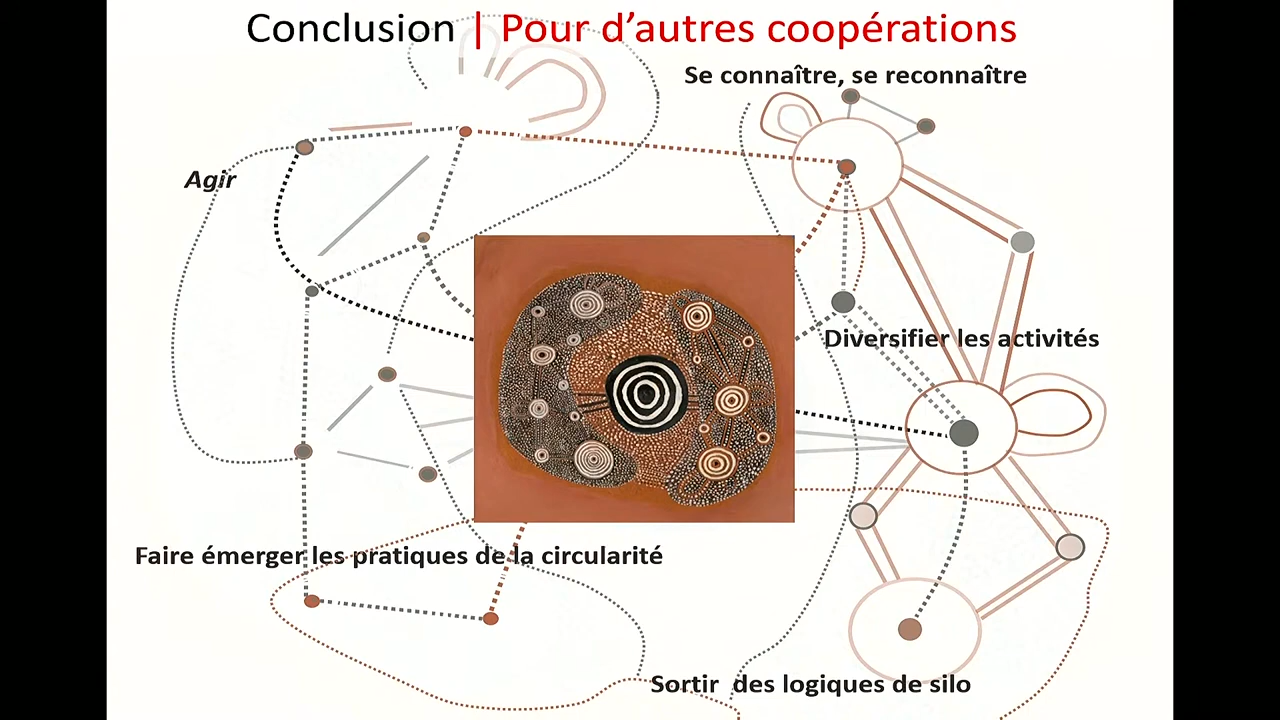 Conclusion | Pour d'autres coopérations
Se connaître, se reconnaître
Agir
Diversifier les activités
Faire émerger les pratiques de la circularité
Sortir des logiques de silo